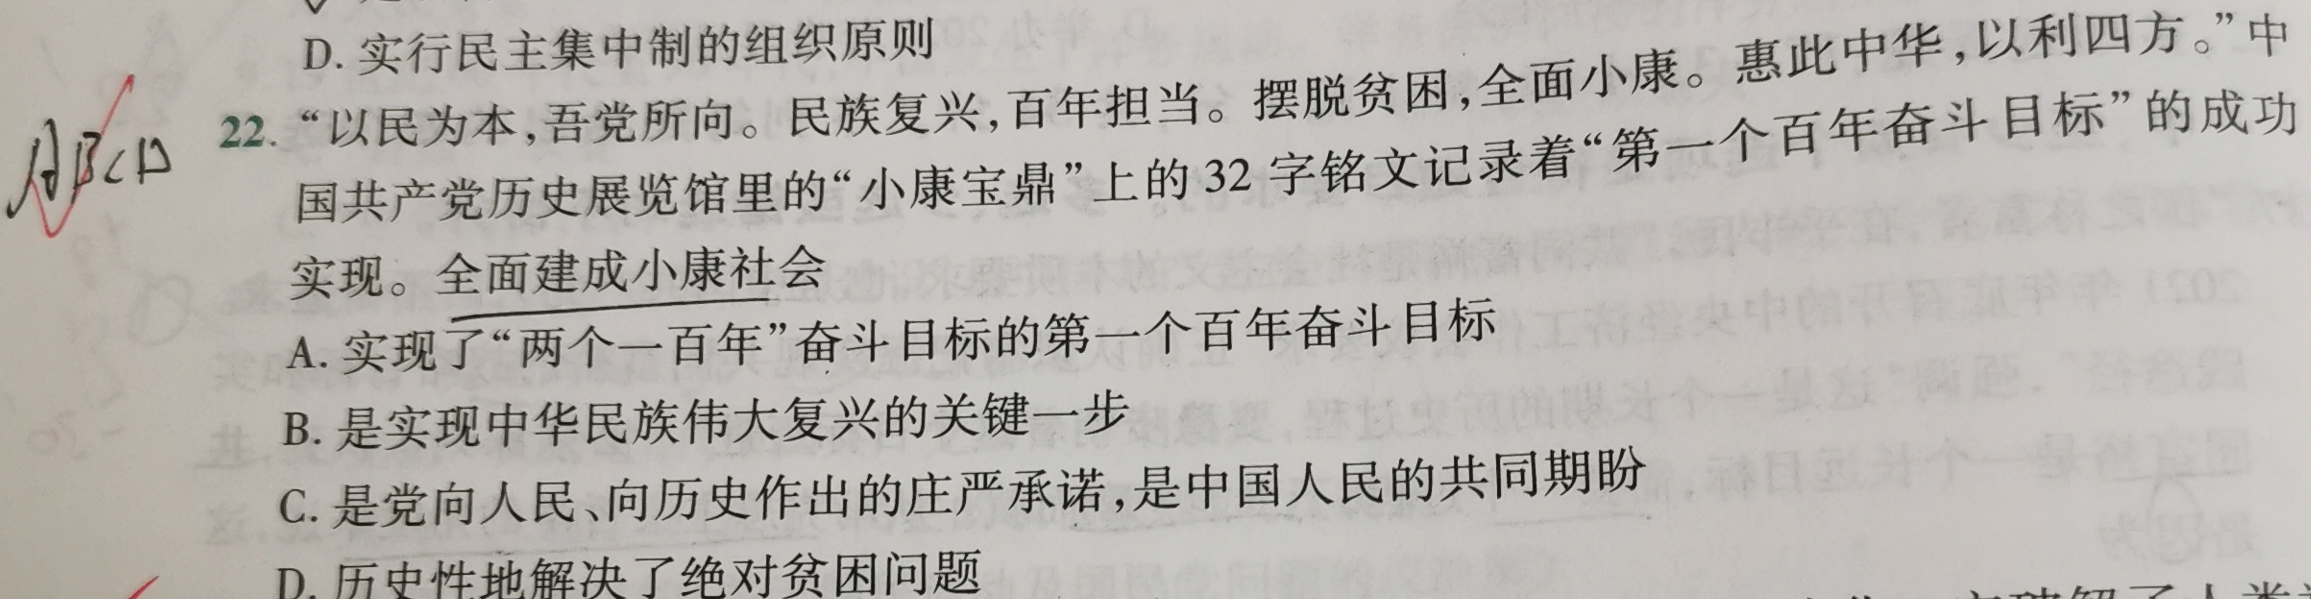 D. 实行民主集中制的组织原则
22. “以民为本,吾党所向。民族复兴,百年担当。摆脱贫困,全面小康。惠此中华,以利四方。”中
国共产党历史展览馆里的“小康宝鼎”上的32字铭文记录着“第一个百年奋斗目标”的成功
实现。全面建成小康社会
ABCD
A. 实现了“两个一百年”奋斗目标的第一个百年奋斗目标
B. 是实现中华民族伟大复兴的关键一步
C. 是党向人民、向历史作出的庄严承诺,是中国人民的共同期盼
D. 历史性地解决了绝对贫困问题